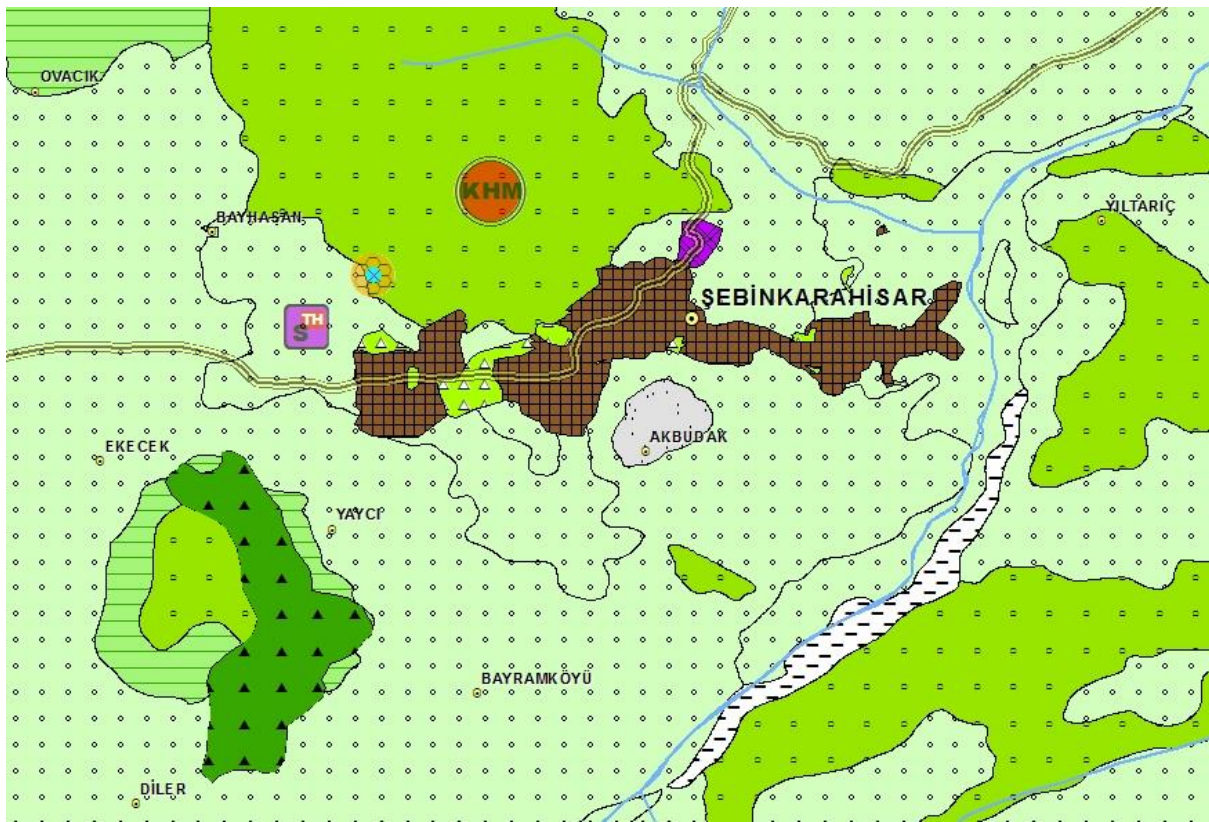 OVACIK
KHM
BAYHASAN
YILTARIÇ
ŞEBİNKARAHİSAR
TH
S
AKBUDAK
EKECEK
YAYCI
BAYRAMKÖYÜ
DİLER